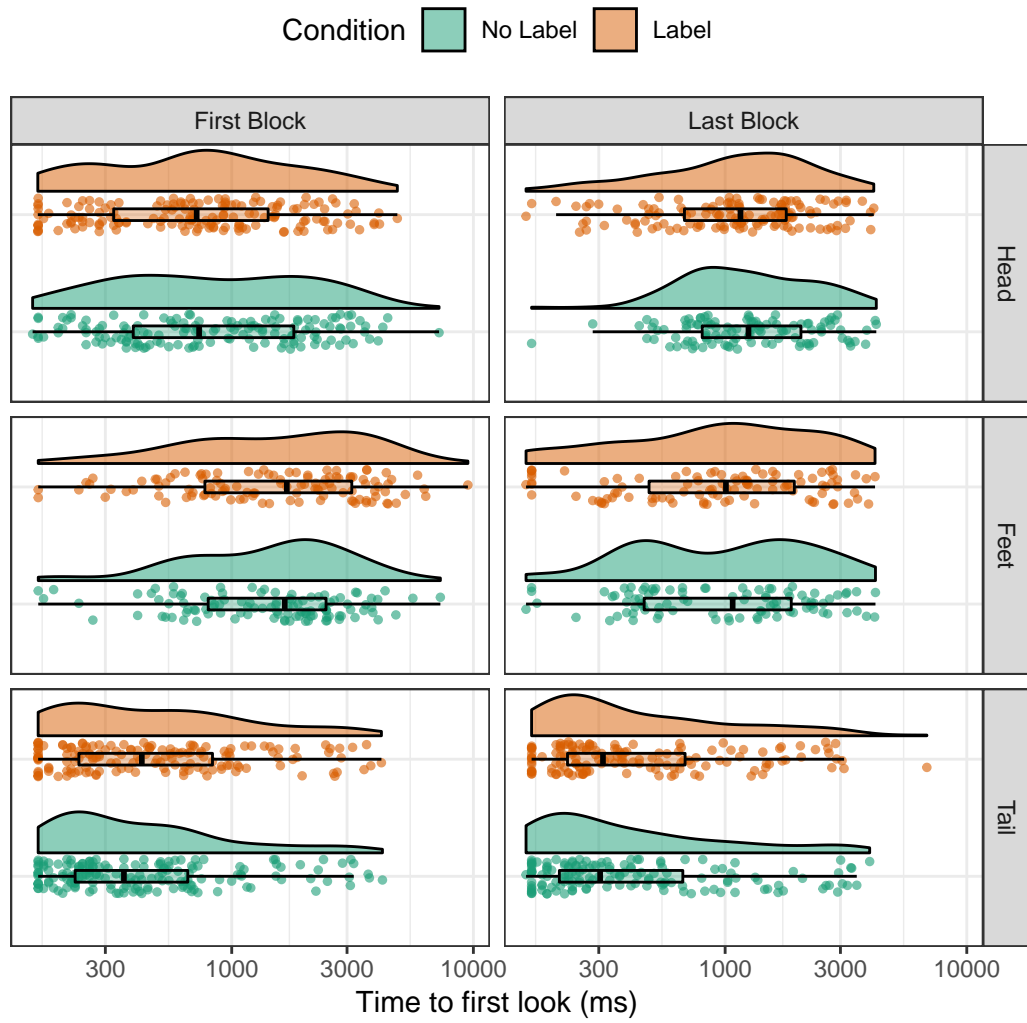 Condition No Label Label
First Block Last Block
Head
Feet
Tail
300 1000 3000 10000 300 1000 3000 10000
Time to first look (ms)